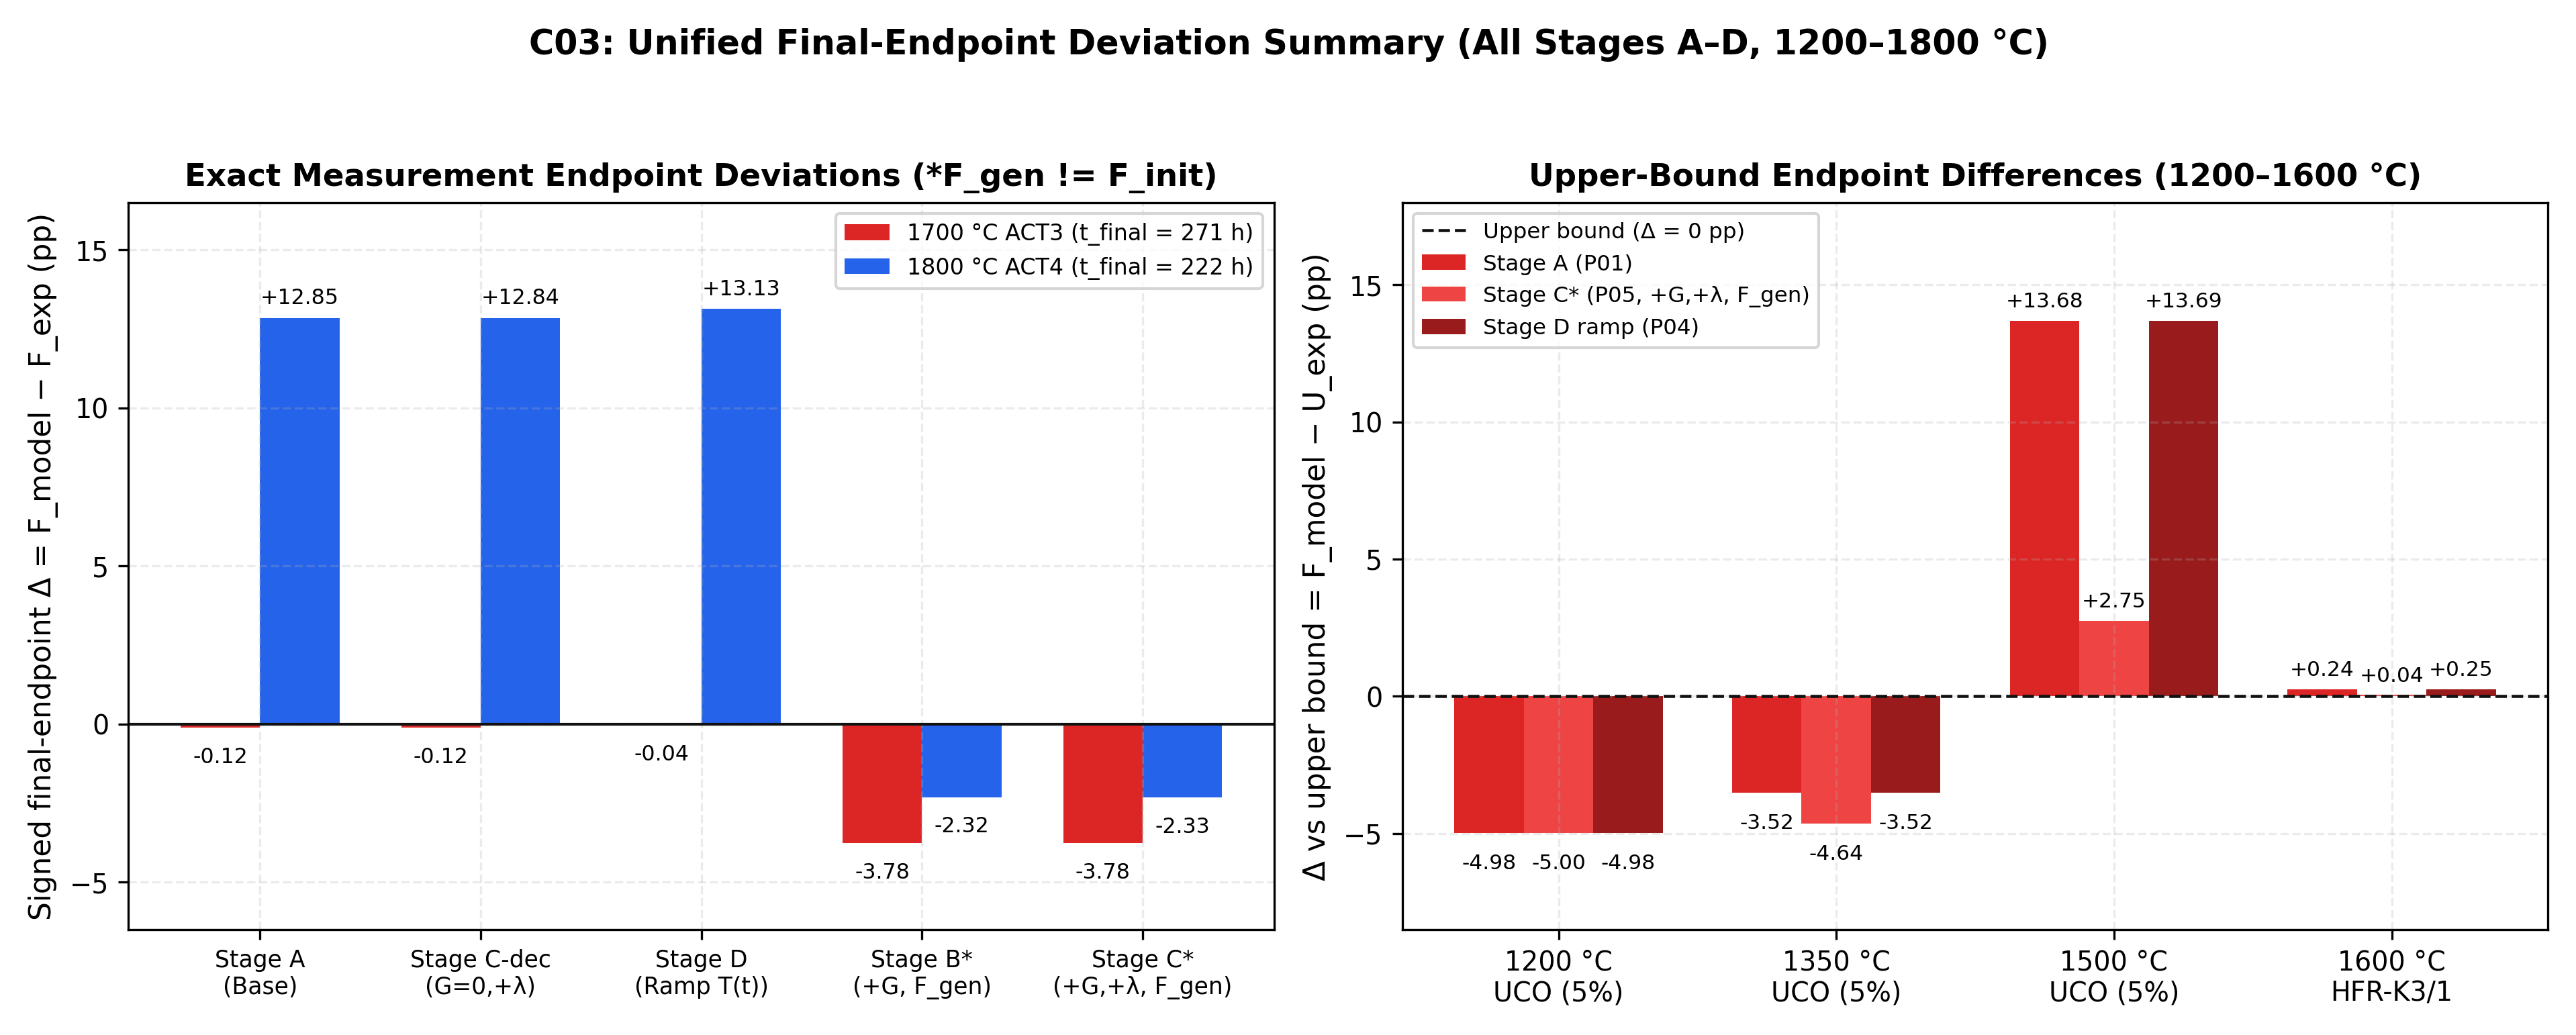 C03: Unified Final-Endpoint Deviation Summary (All Stages A–D, 1200–1800 °C)
Exact Measurement Endpoint Deviations (*F_gen != F_init)
Signed final-endpoint Δ = F_model − F_exp (pp)
15
10
5
0
−5
1700 °C ACT3 (t_final = 271 h)
1800 °C ACT4 (t_final = 222 h)
+12.85
+12.84
+13.13
-0.12
-0.12
-0.04
-2.32
-2.33
-3.78
-3.78
Stage A
(Base)
Stage C-dec
(G=0,+λ)
Stage D
(Ramp T(t))
Stage B*
(+G, F_gen)
Stage C*
(+G,+λ, F_gen)
Upper-Bound Endpoint Differences (1200–1600 °C)
Δ vs upper bound = F_model − U_exp (pp)
15
10
5
0
−5
Upper bound (Δ = 0 pp)
Stage A (P01)
Stage C* (P05, +G,+λ, F_gen)
Stage D ramp (P04)
+13.68
+13.69
+2.75
+0.24
+0.04
+0.25
-3.52
-3.52
-4.64
-4.98
-5.00
-4.98
1200 °C
UCO (5%)
1350 °C
UCO (5%)
1500 °C
UCO (5%)
1600 °C
HFR-K3/1